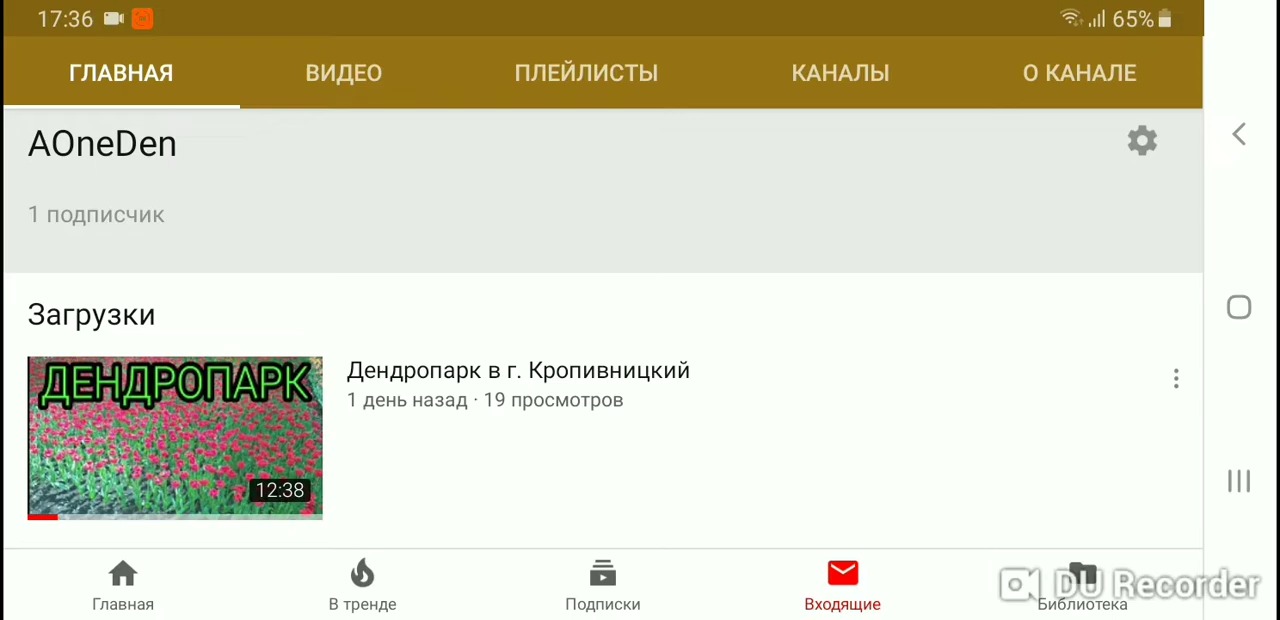 17:36 65%
ГЛАВНАЯ ВИДЕО ПЛЕЙЛИСТЫ КАНАЛЫ О КАНАЛЕ
AOneDen
1 подписчик
Загрузки
ДЕНДРОПАРК
12:38
Дендропарк в г. Кропивницкий
1 день назад · 19 просмотров
Главная В тренде Подписки Входящие Библиотека
DU Recorder